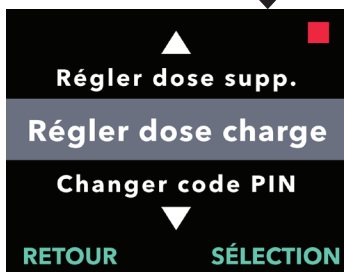 Régler dose supp.
Régler dose charge
Changer code PIN
RETOUR SÉLECTION